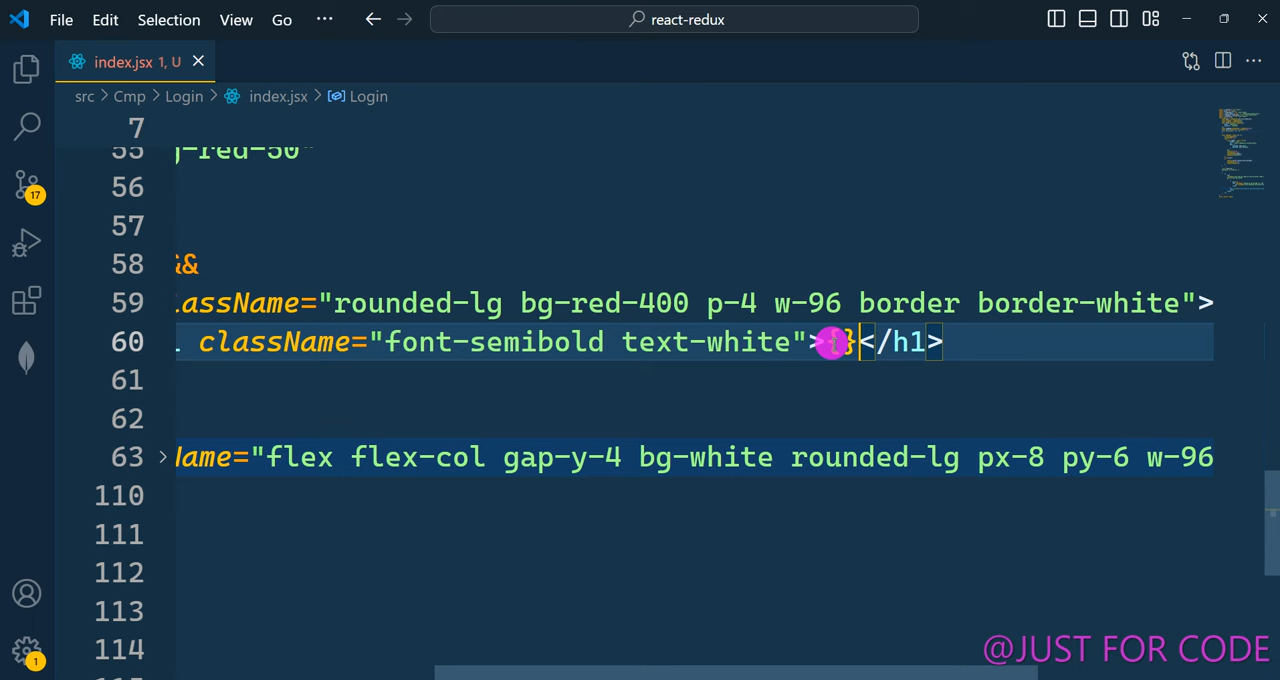 File Edit Selection View Go ··· react-redux
index.jsx 1, U
src > Cmp > Login > index.jsx > Login
7
55 g-red-50"
56
57
58 &&
59 lassName="rounded-lg bg-red-400 p-4 w-96 border border-white">
60 className="font-semibold text-white">{}</h1>
61
62
63 Name="flex flex-col gap-y-4 bg-white rounded-lg px-8 py-6 w-96
110
111
112
113
114
17
1
@JUST FOR CODE